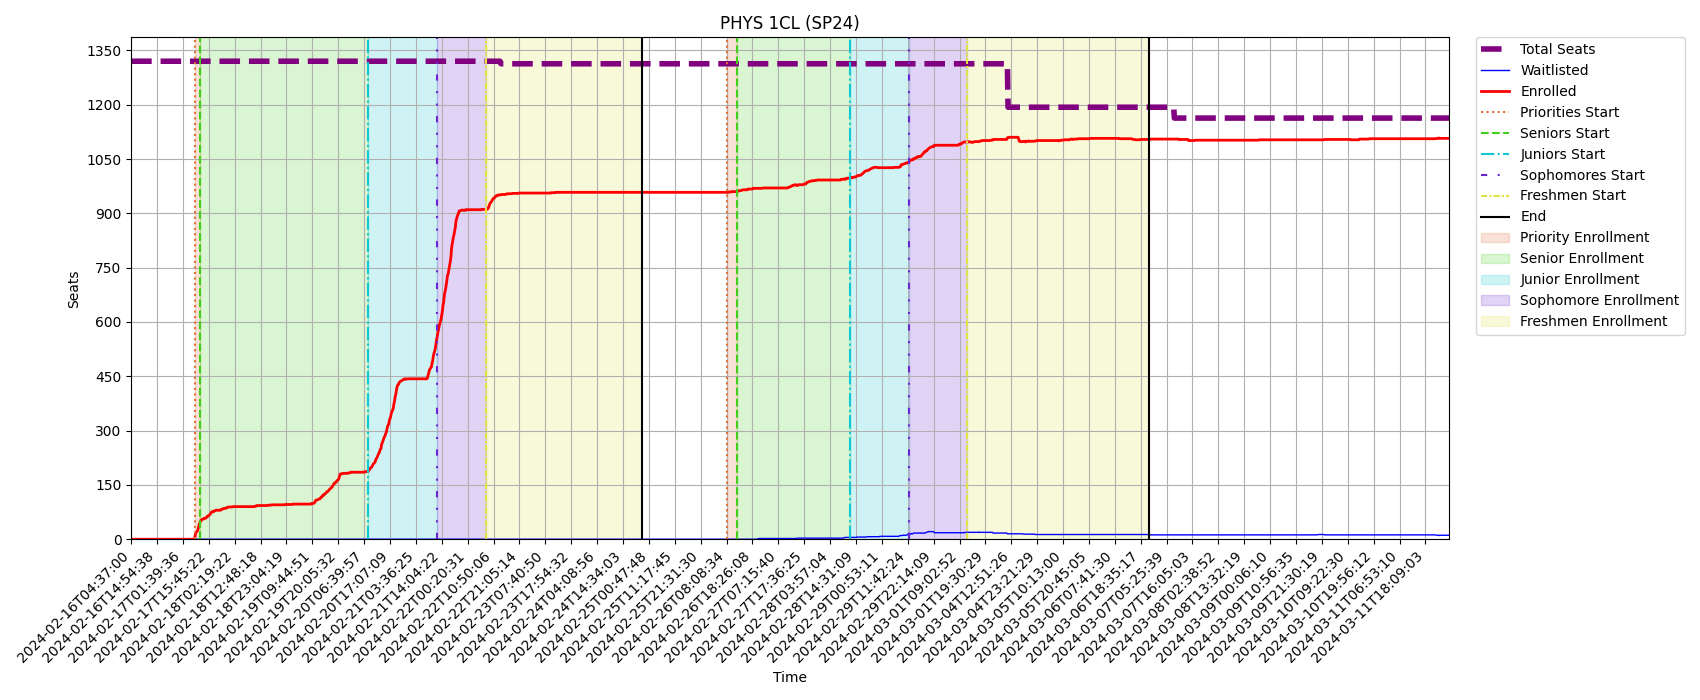 PHYS 1CL (SP24)
1350
1200
1050
900
750
600
450
300
150
0
Seats
2024-02-16T04:37:00
2024-02-16T14:54:38
2024-02-17T01:39:36
2024-02-17T15:45:22
2024-02-18T02:19:22
2024-02-18T12:48:18
2024-02-18T23:04:19
2024-02-19T09:44:51
2024-02-19T20:05:32
2024-02-20T06:39:57
2024-02-20T17:07:09
2024-02-21T03:36:25
2024-02-21T14:04:22
2024-02-22T00:20:31
2024-02-22T10:50:06
2024-02-22T21:05:14
2024-02-23T07:40:50
2024-02-23T17:54:32
2024-02-24T04:08:56
2024-02-24T14:34:03
2024-02-25T00:47:48
2024-02-25T11:17:45
2024-02-25T21:31:30
2024-02-26T08:08:34
2024-02-26T18:26:08
2024-02-27T07:15:40
2024-02-27T17:36:25
2024-02-28T03:57:04
2024-02-28T14:31:09
2024-02-29T00:53:11
2024-02-29T11:42:24
2024-02-29T22:14:05
2024-03-01T09:02:52
2024-03-01T19:30:29
2024-03-04T12:51:26
2024-03-04T23:21:29
2024-03-05T10:13:00
2024-03-05T20:45:05
2024-03-06T07:41:30
2024-03-06T18:35:17
2024-03-07T05:25:39
2024-03-07T16:05:03
2024-03-08T02:38:52
2024-03-08T13:32:19
2024-03-09T00:06:10
2024-03-09T10:56:35
2024-03-09T21:30:19
2024-03-10T09:22:30
2024-03-10T19:56:12
2024-03-11T06:53:10
2024-03-11T18:09:03
Time
Total Seats
Waitlisted
Enrolled
Priorities Start
Seniors Start
Juniors Start
Sophomores Start
Freshmen Start
End
Priority Enrollment
Senior Enrollment
Junior Enrollment
Sophomore Enrollment
Freshmen Enrollment